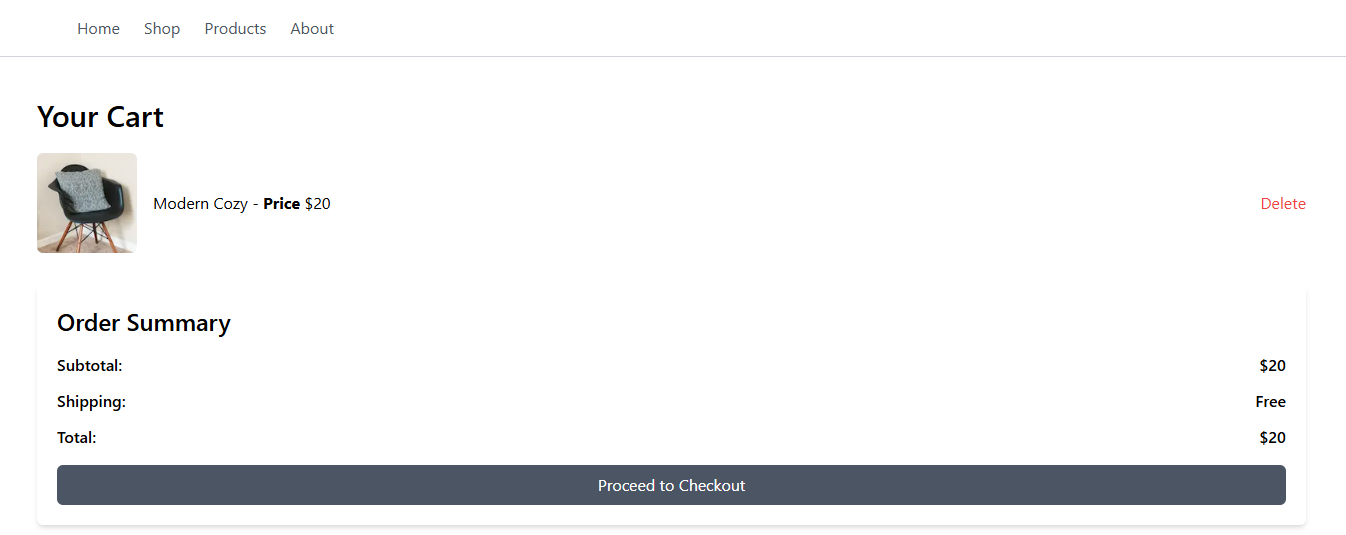 Home Shop Products About
Your Cart
Modern Cozy - Price $20 Delete
Order Summary
Subtotal: $20
Shipping: Free
Total: $20
Proceed to Checkout